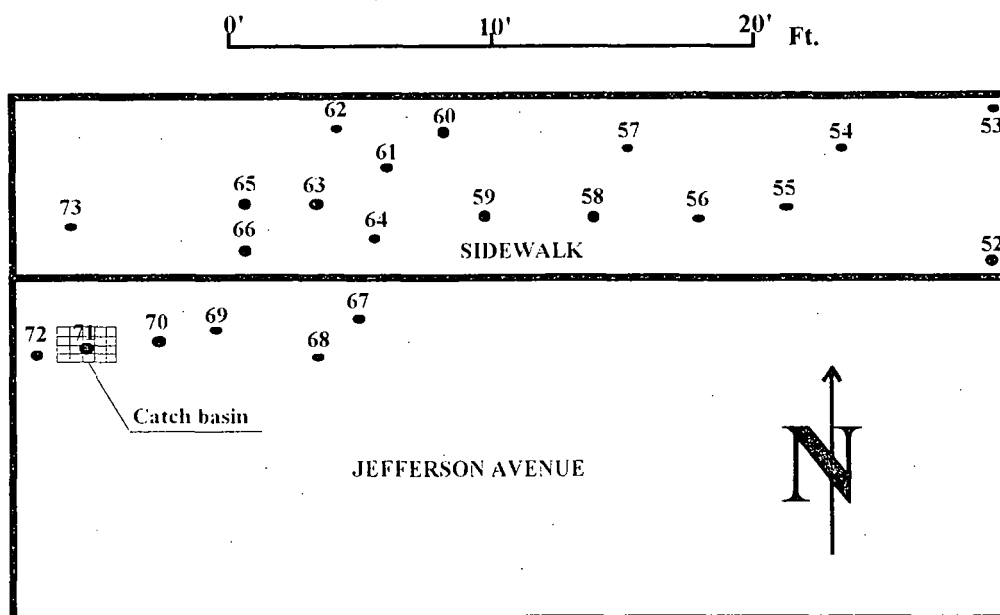 0' 10' 20' Ft.
62 60 57 54 53
61
73 65 63 59 58 56 55
66 64
SIDEWALK 52
67
72 71 70 69 68
Catch basin
JEFFERSON AVENUE
N